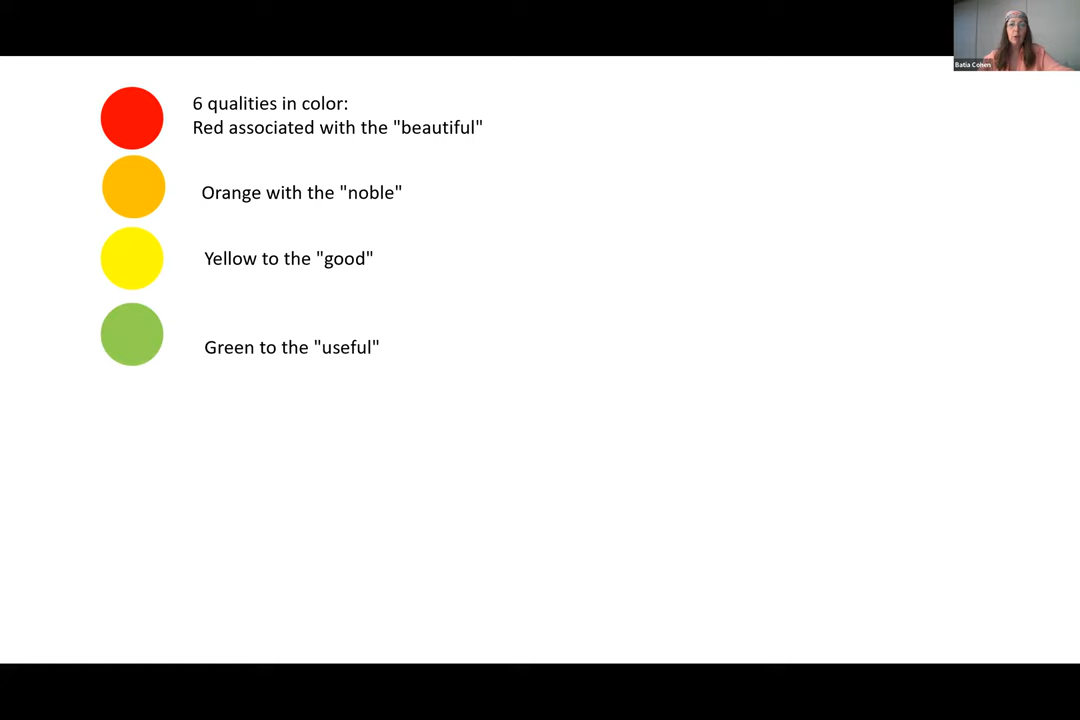 Batia Cohen
6 qualities in color:
Red associated with the "beautiful"
Orange with the "noble"
Yellow to the "good"
Green to the "useful"